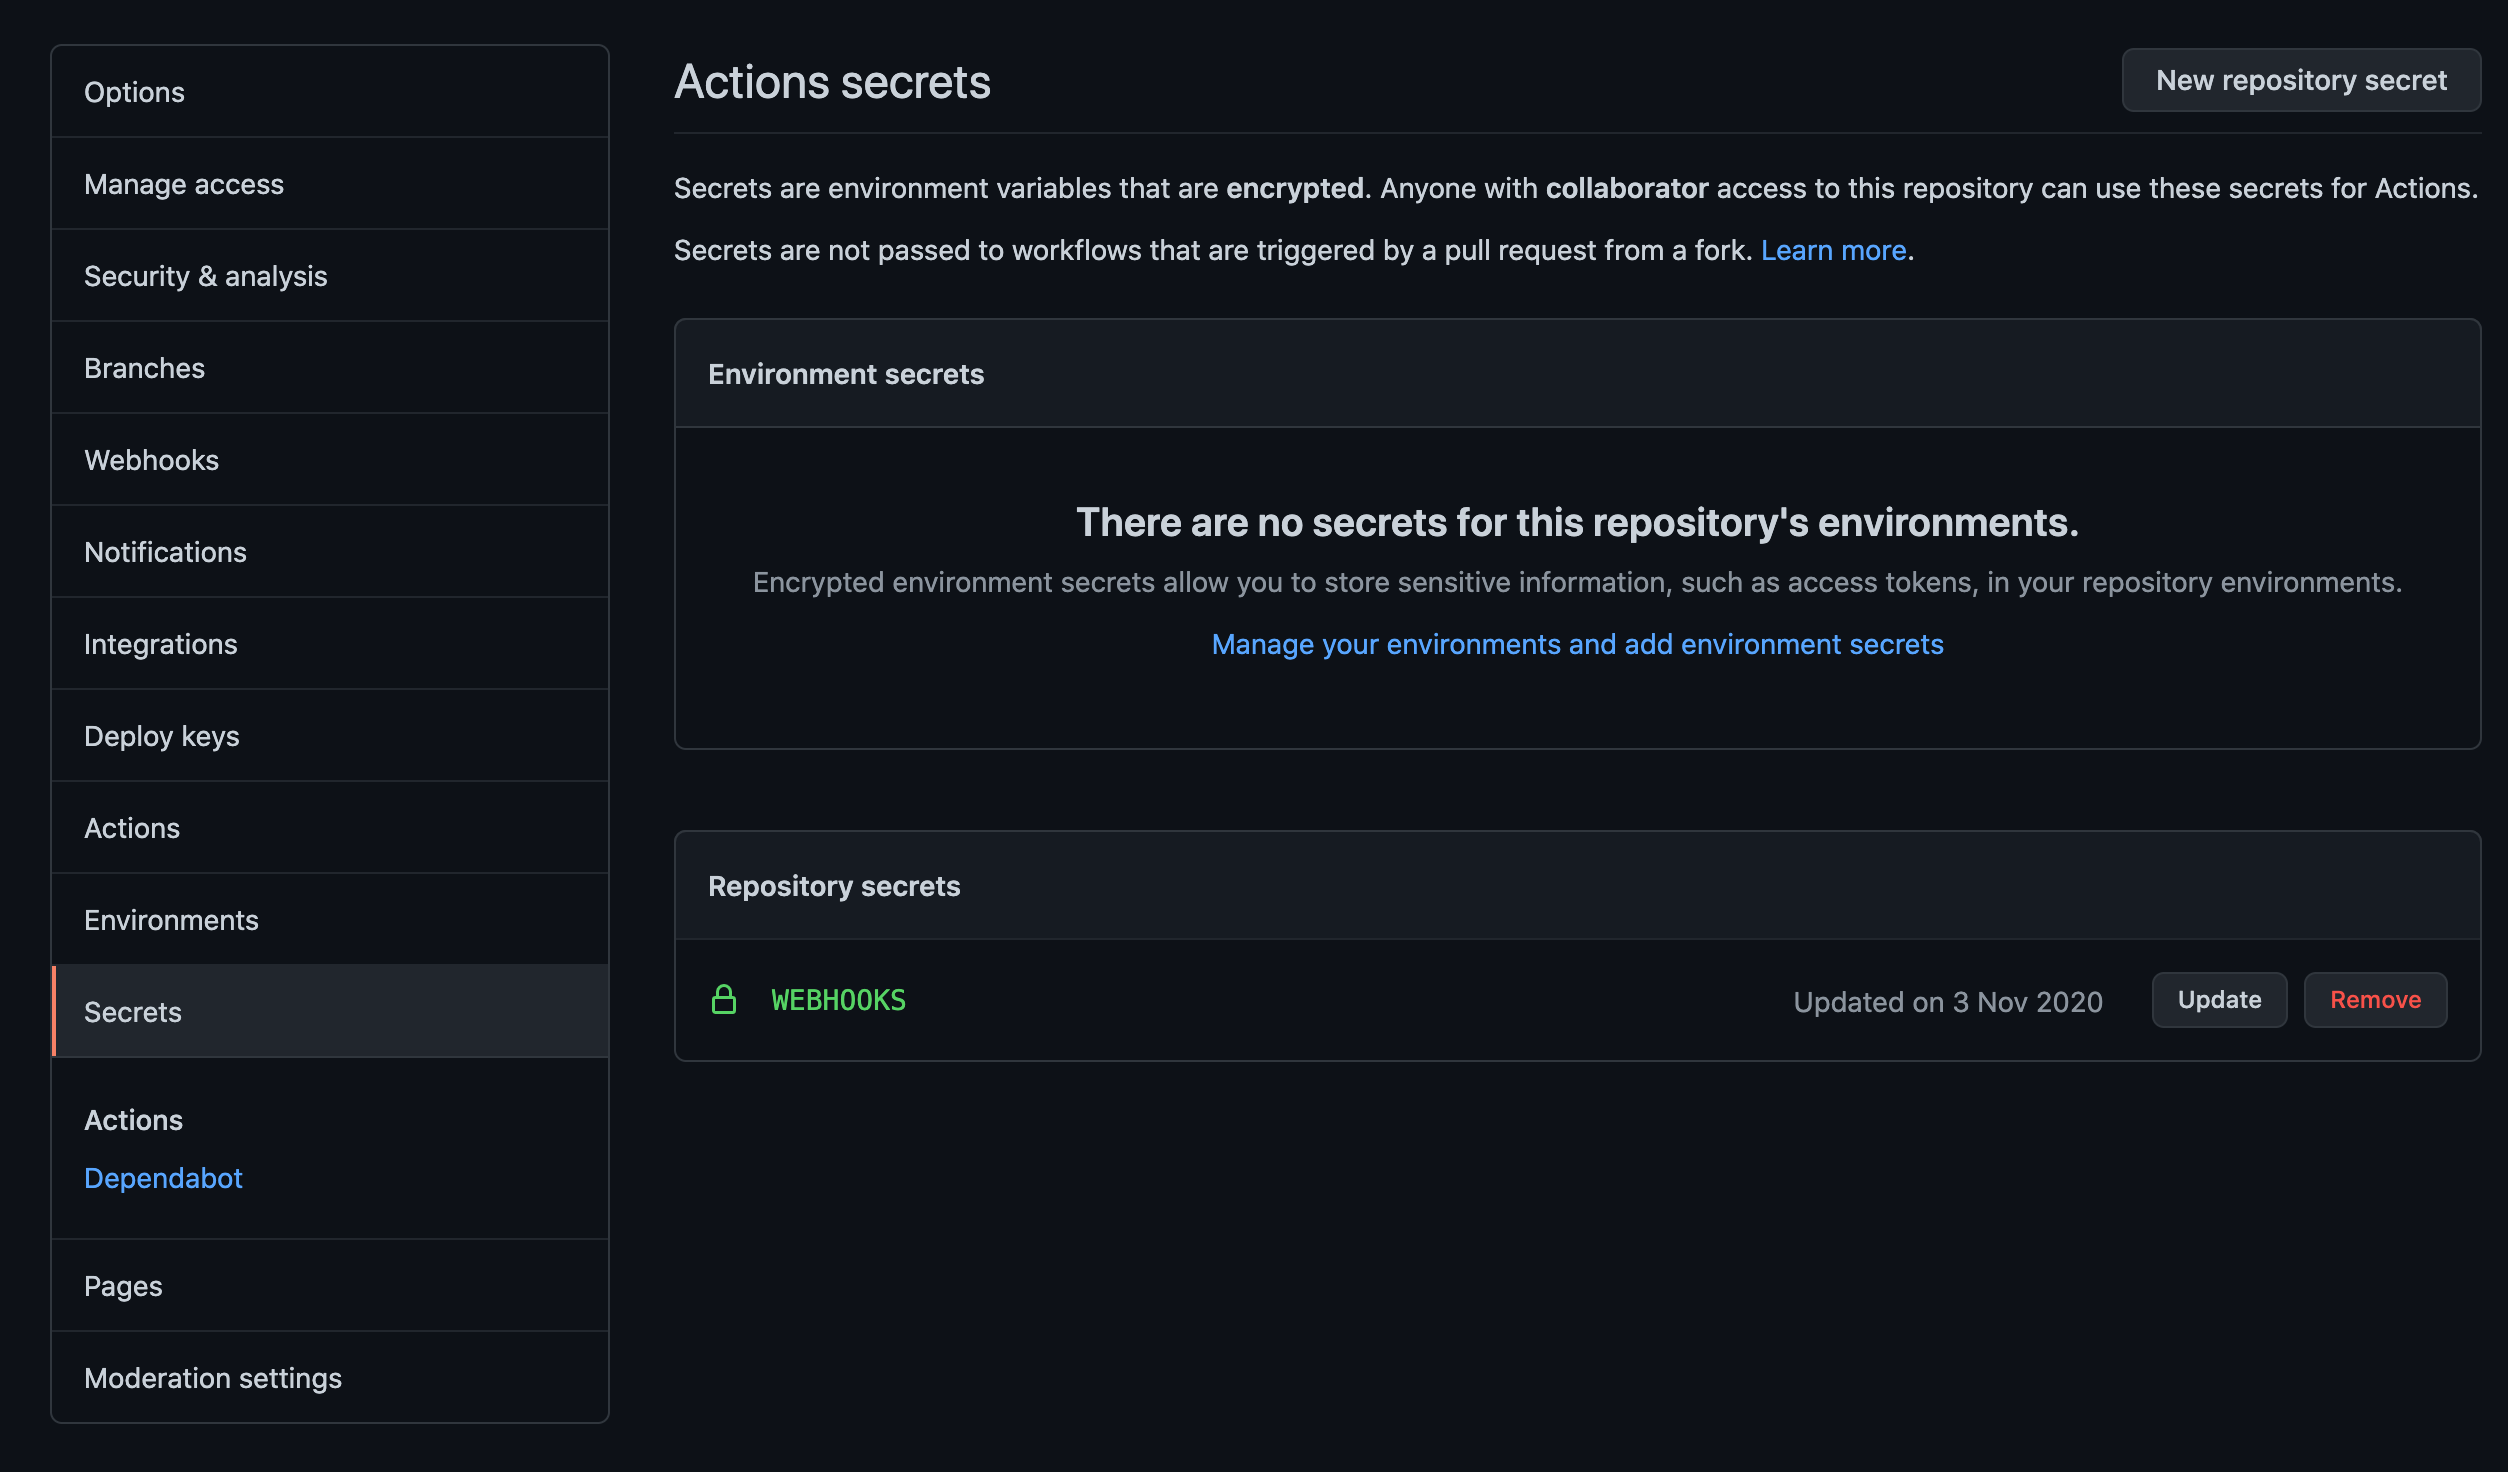 Options
Manage access
Security & analysis
Branches
Webhooks
Notifications
Integrations
Deploy keys
Actions
Environments
Secrets
Actions
Dependabot
Pages
Moderation settings
Actions secrets
New repository secret
Secrets are environment variables that are encrypted. Anyone with collaborator access to this repository can use these secrets for Actions.
Secrets are not passed to workflows that are triggered by a pull request from a fork. Learn more.
Environment secrets
There are no secrets for this repository's environments.
Encrypted environment secrets allow you to store sensitive information, such as access tokens, in your repository environments.
Manage your environments and add environment secrets
Repository secrets
WEBHOOKS
Updated on 3 Nov 2020
Update
Remove